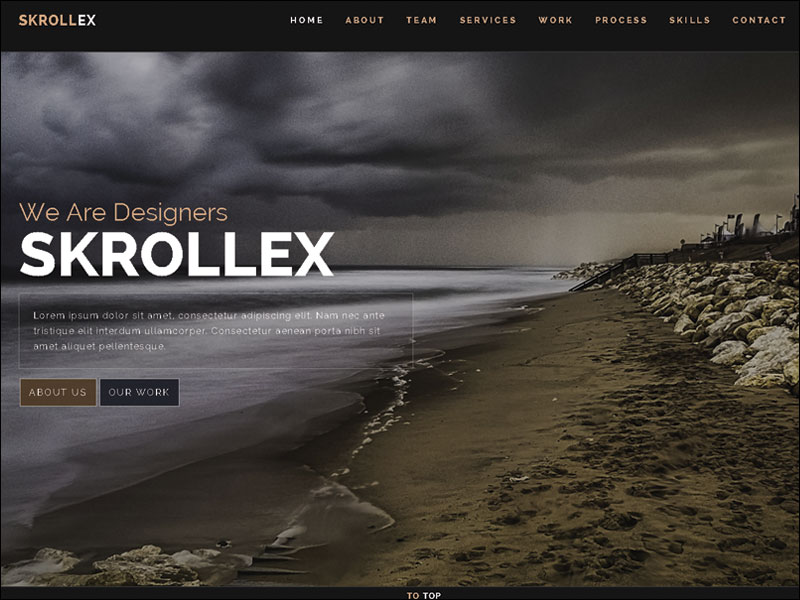 SKROLLEX
HOME ABOUT TEAM SERVICES WORK PROCESS SKILLS CONTACT
We Are Designers
SKROLLEX
Lorem ipsum dolor sit amet, consectetur adipiscing elit. Nam nec ante
tristique elit interdum ullamcorper. Consectetur aenean porta nibh sit
amet aliquet pellentesque.
ABOUT US OUR WORK
TO TOP